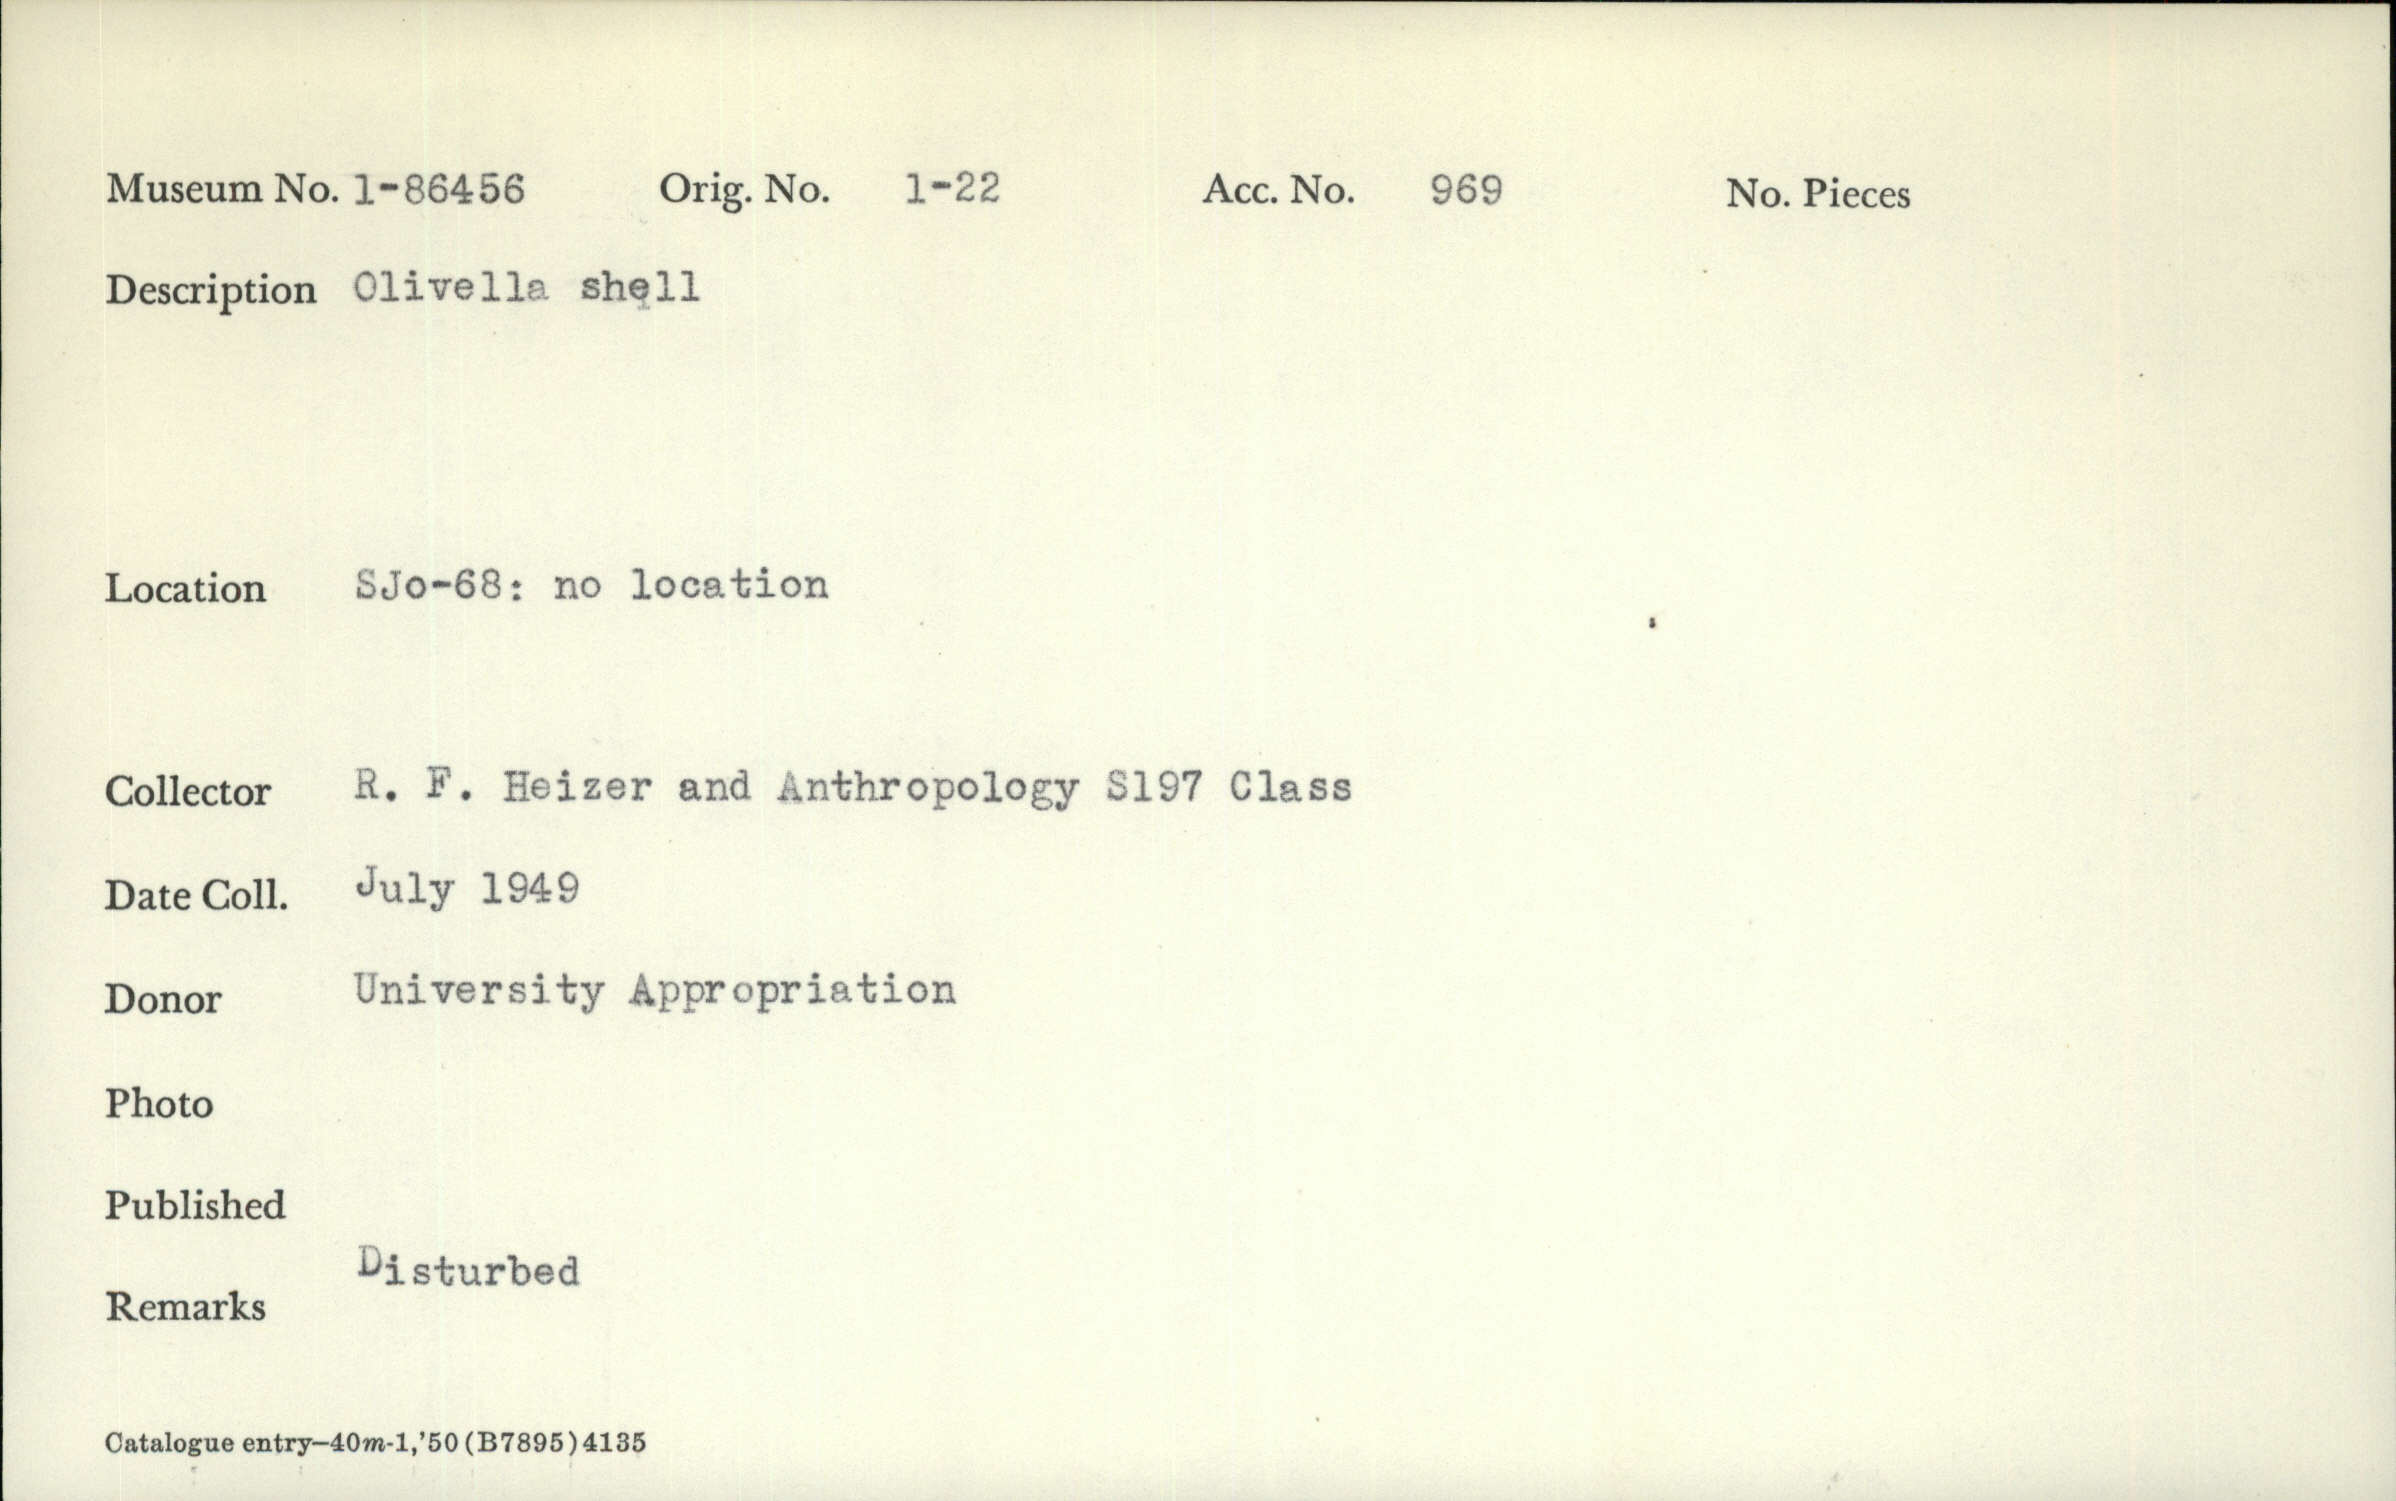 Museum No. 1-86456 Orig. No. 1-22 Acc. No. 969 No. Pieces
Description Olivella shell
Location SJo-68: no location
Collector R. F. Heizer and Anthropology S197 Class
Date Coll. July 1949
Donor University Appropriation
Photo
Published
Remarks Disturbed
Catalogue entry—40m-1,'50 (B7895) 4135